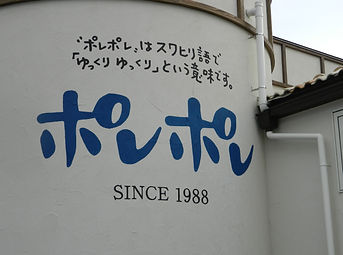 〝ポレポレ〟はスワヒリ語で
「ゆっくりゆっくり」という意味です。
ポレポレ
SINCE 1988